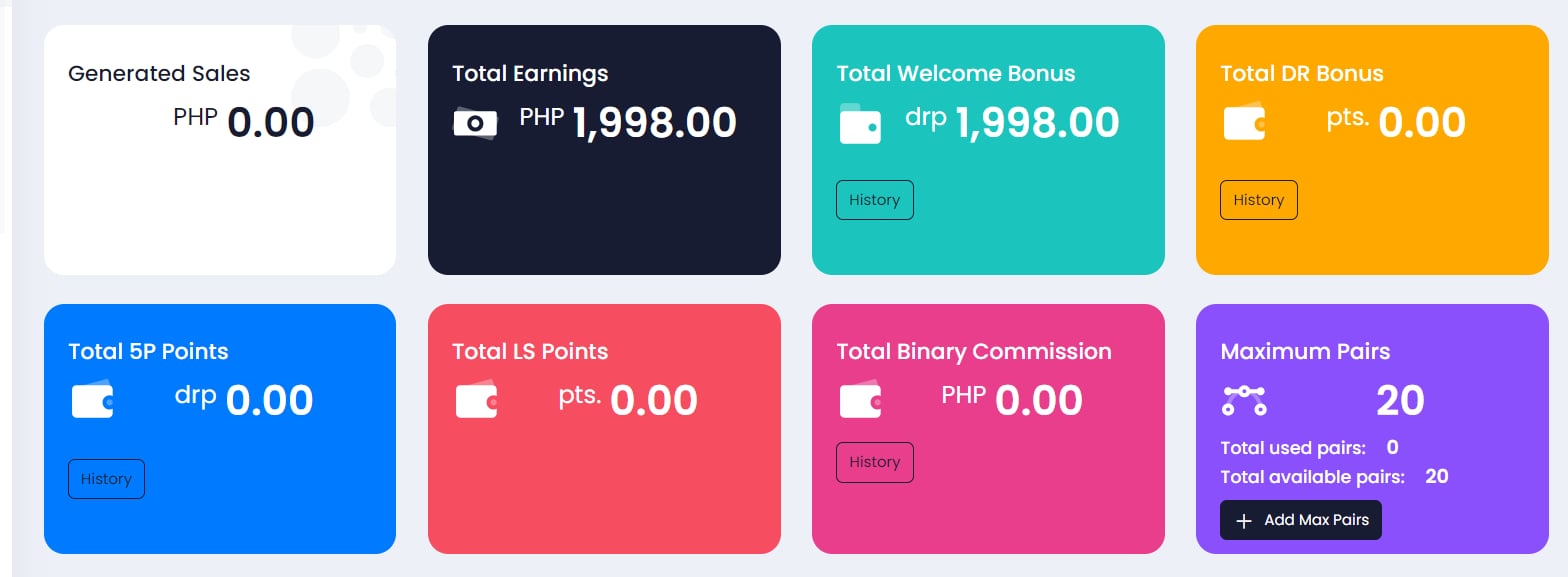 Generated Sales
PHP 0.00
Total Earnings
PHP 1,998.00
Total Welcome Bonus
drp 1,998.00
History
Total DR Bonus
pts. 0.00
History
Total 5P Points
drp 0.00
History
Total LS Points
pts. 0.00
Total Binary Commission
PHP 0.00
History
Maximum Pairs
20
Total used pairs: 0
Total available pairs: 20
+ Add Max Pairs